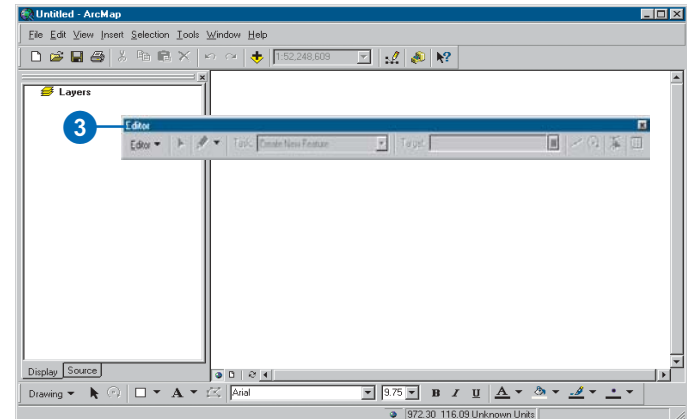 Untitled - ArcMap
File Edit View Insert Selection Tools Window Help
1:52,248,609
Layers
3
Editor
Editor Task: Create New Feature Target:
Display Source
Drawing A Arial 9.75 B I U A
972.30 116.09 Unknown Units